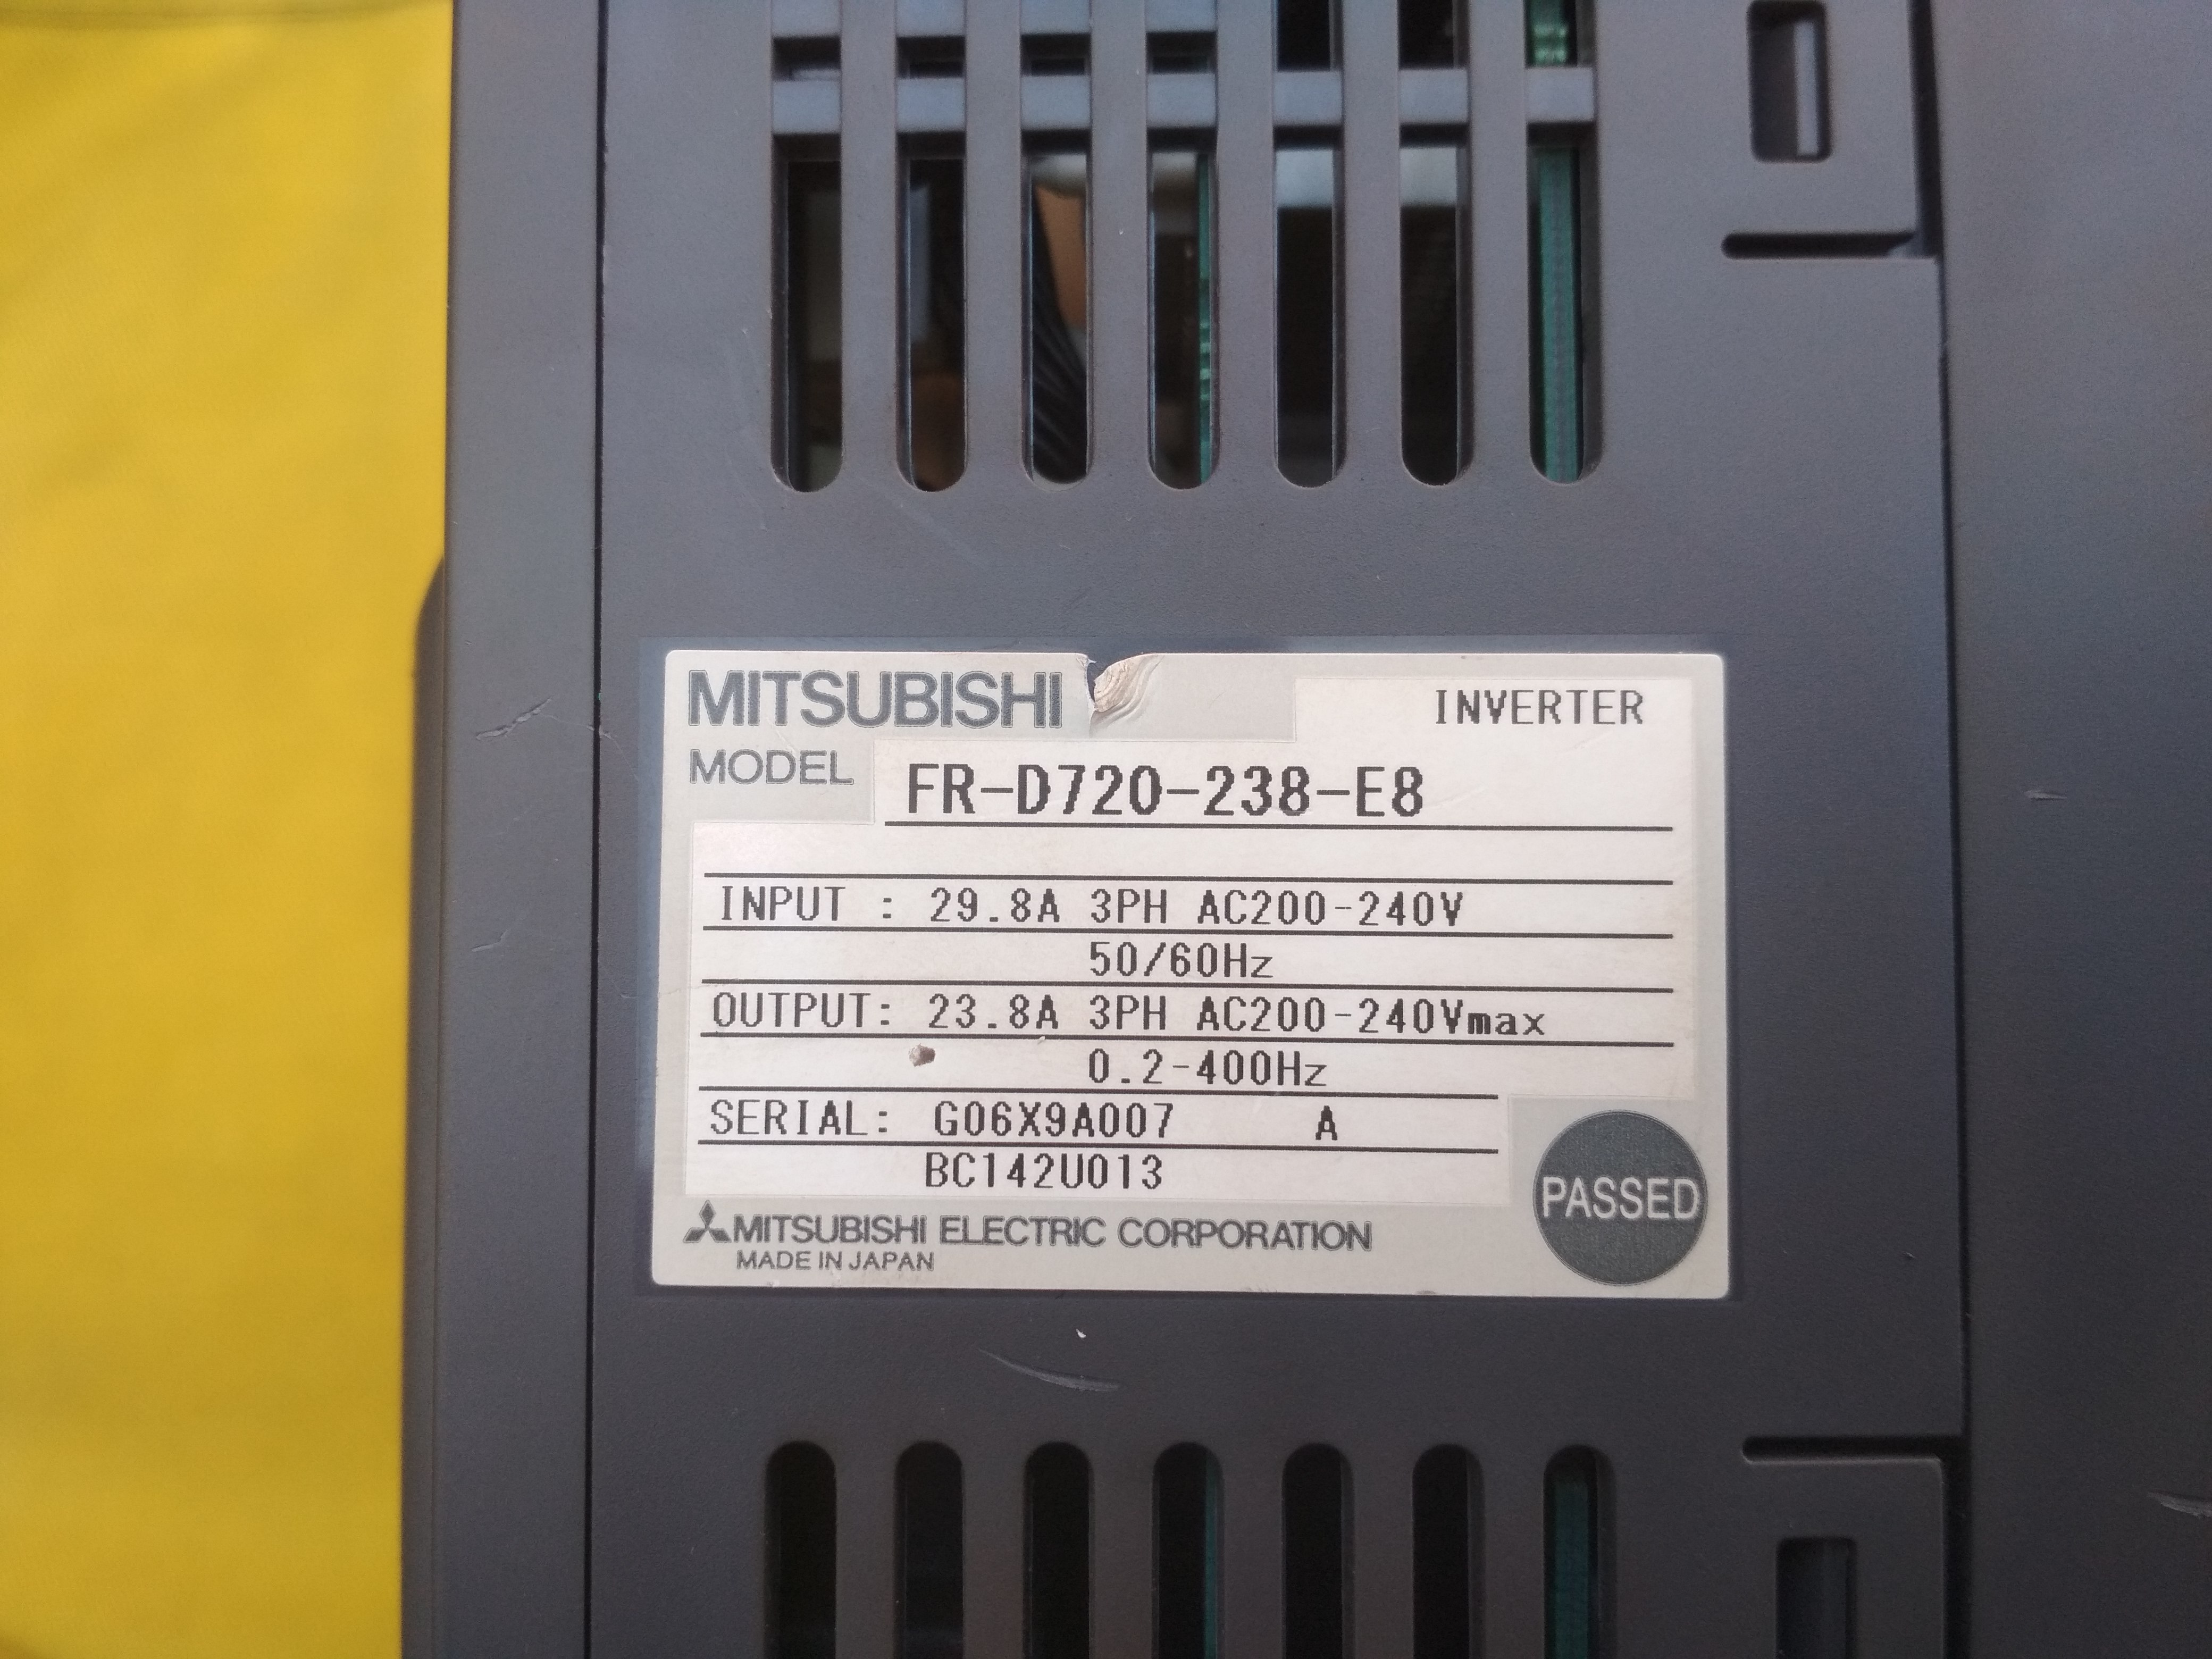 MITSUBISHI INVERTER
MODEL FR-D720-238-E8
INPUT : 29.8A 3PH AC200-240V
50/60Hz
OUTPUT: 23.8A 3PH AC200-240Vmax
0.2-400Hz
SERIAL: G06X9A007 A
BC142U013
PASSED
MITSUBISHI ELECTRIC CORPORATION
MADE IN JAPAN